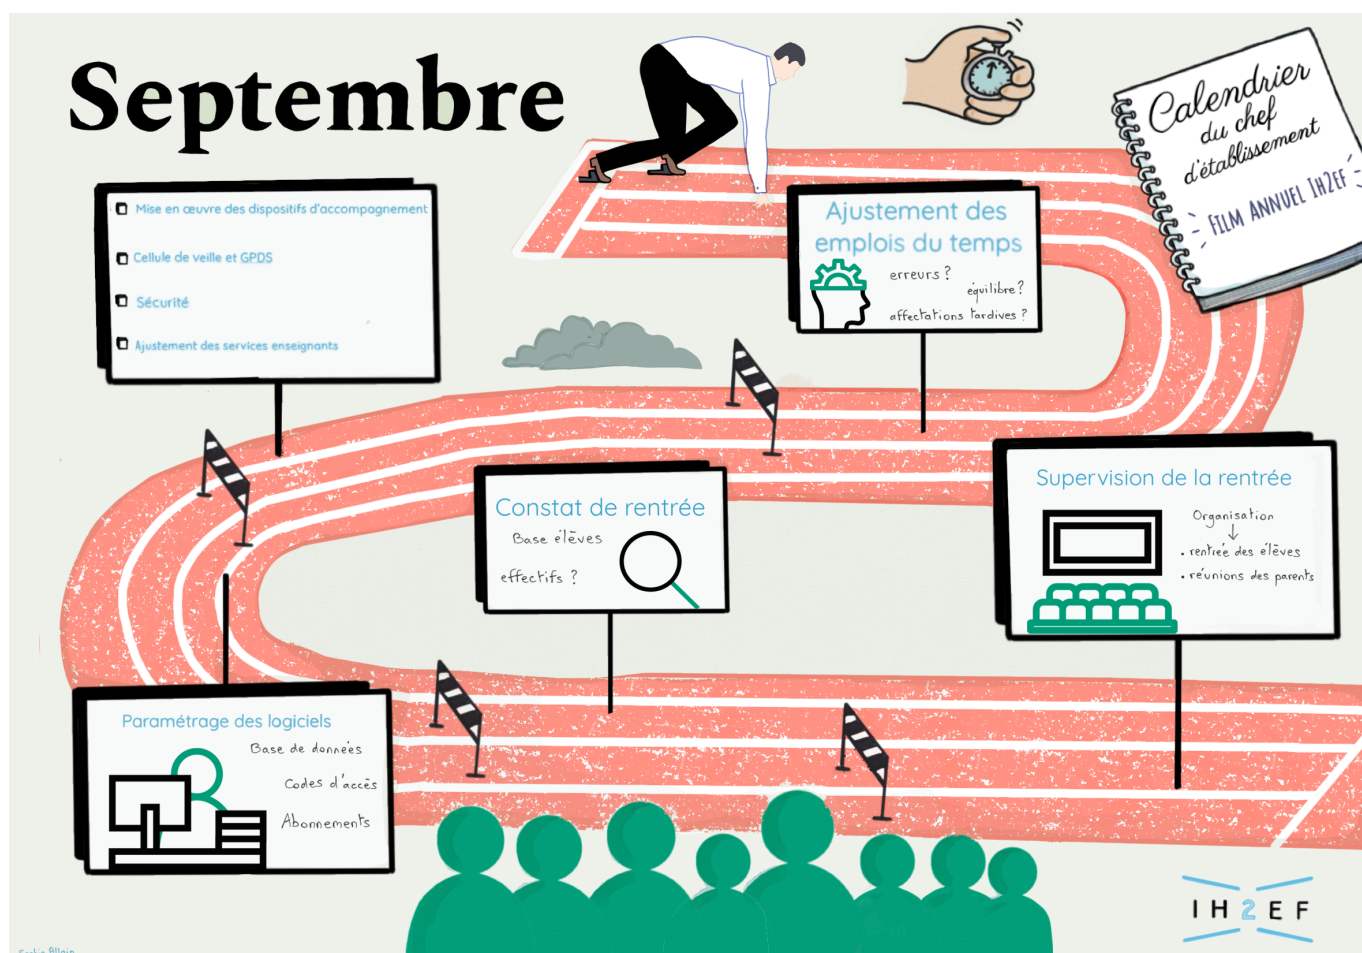 Septembre
Calendrier
du chef
d'établissement
FILM ANNUEL IH2EF
Mise en œuvre des dispositifs d'accompagnement
Cellule de veille et GPDS
Sécurité
Ajustement des services enseignants
Ajustement des
emplois du temps
erreurs ?
équilibre ?
affectations tardives ?
Constat de rentrée
Base élèves
effectifs ?
Supervision de la rentrée
Organisation
• rentrée des élèves
• réunions des parents
Paramétrage des logiciels
Base de données
Codes d'accès
Abonnements
IH2EF